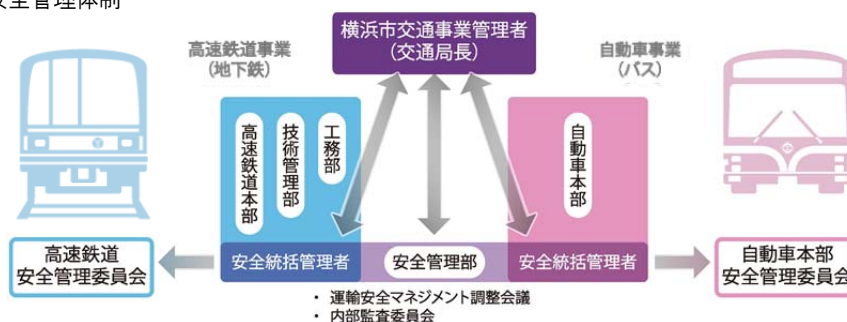 安全管理体制
横浜市交通事業管理者
(交通局長)
高速鉄道事業
(地下鉄)
自動車事業
(バス)
高速鉄道本部
技術管理部
工務部
自動車本部
高速鉄道
安全管理委員会
安全統括管理者
安全管理部
安全統括管理者
自動車本部
安全管理委員会
・ 運輸安全マネジメント調整会議
・ 内部監査委員会